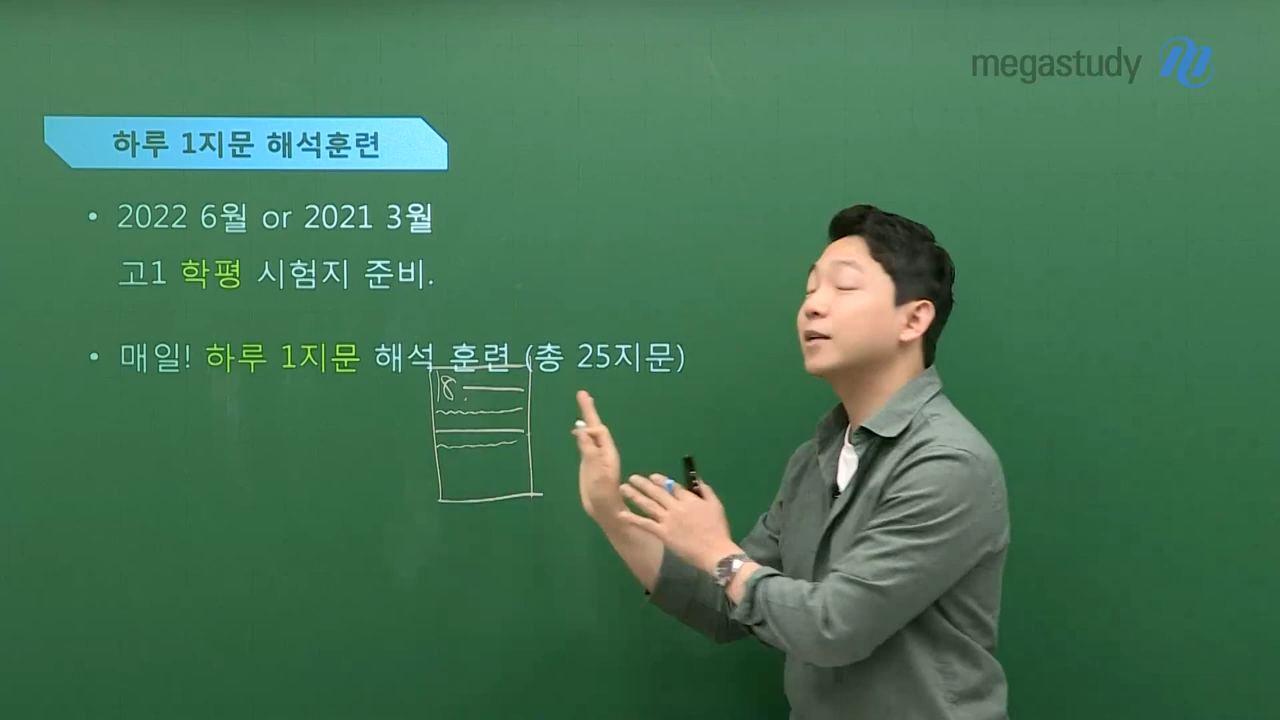 megastudy
하루 1지문 해석훈련
• 2022 6월 or 2021 3월
고1 학평 시험지 준비.
• 매일! 하루 1지문 해석 훈련 (총 25지문)
18.